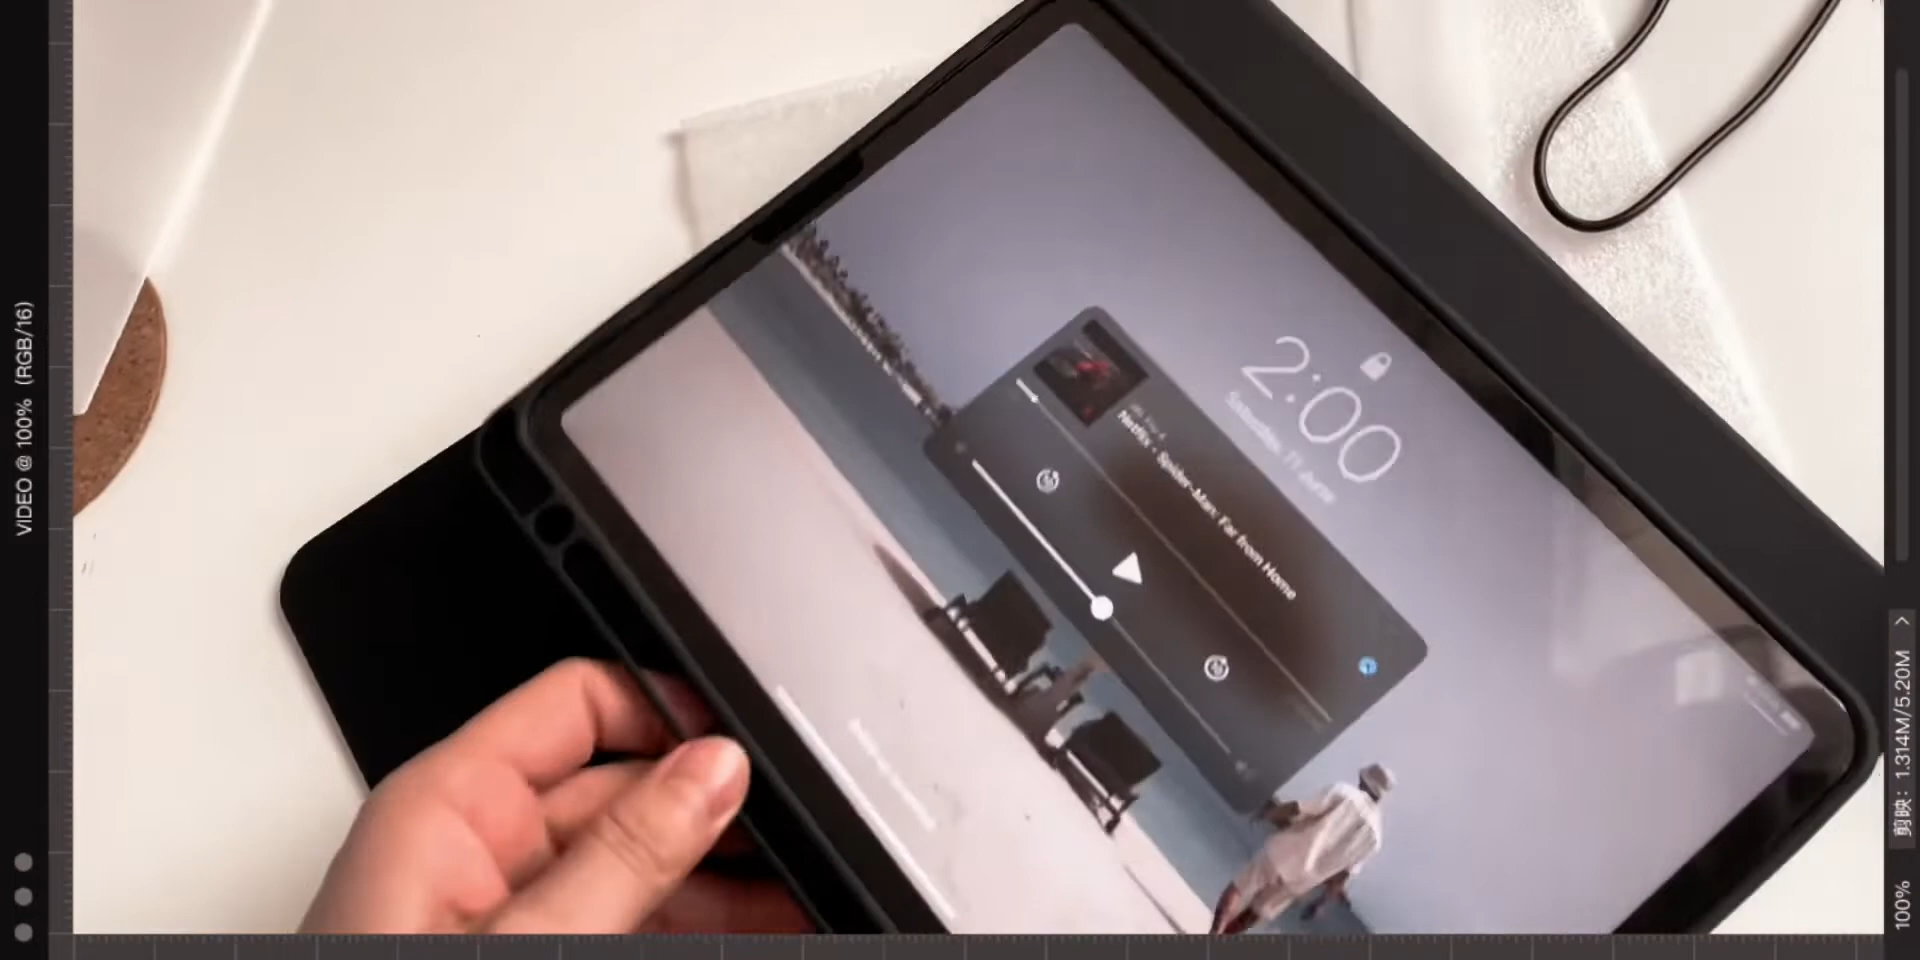 VIDEO @ 100% (RGB/16)
2:00
Saturday, 11 June
Netflix · Spider-Man: Far from Home
剪映: 1.314M/5.20M >
100%